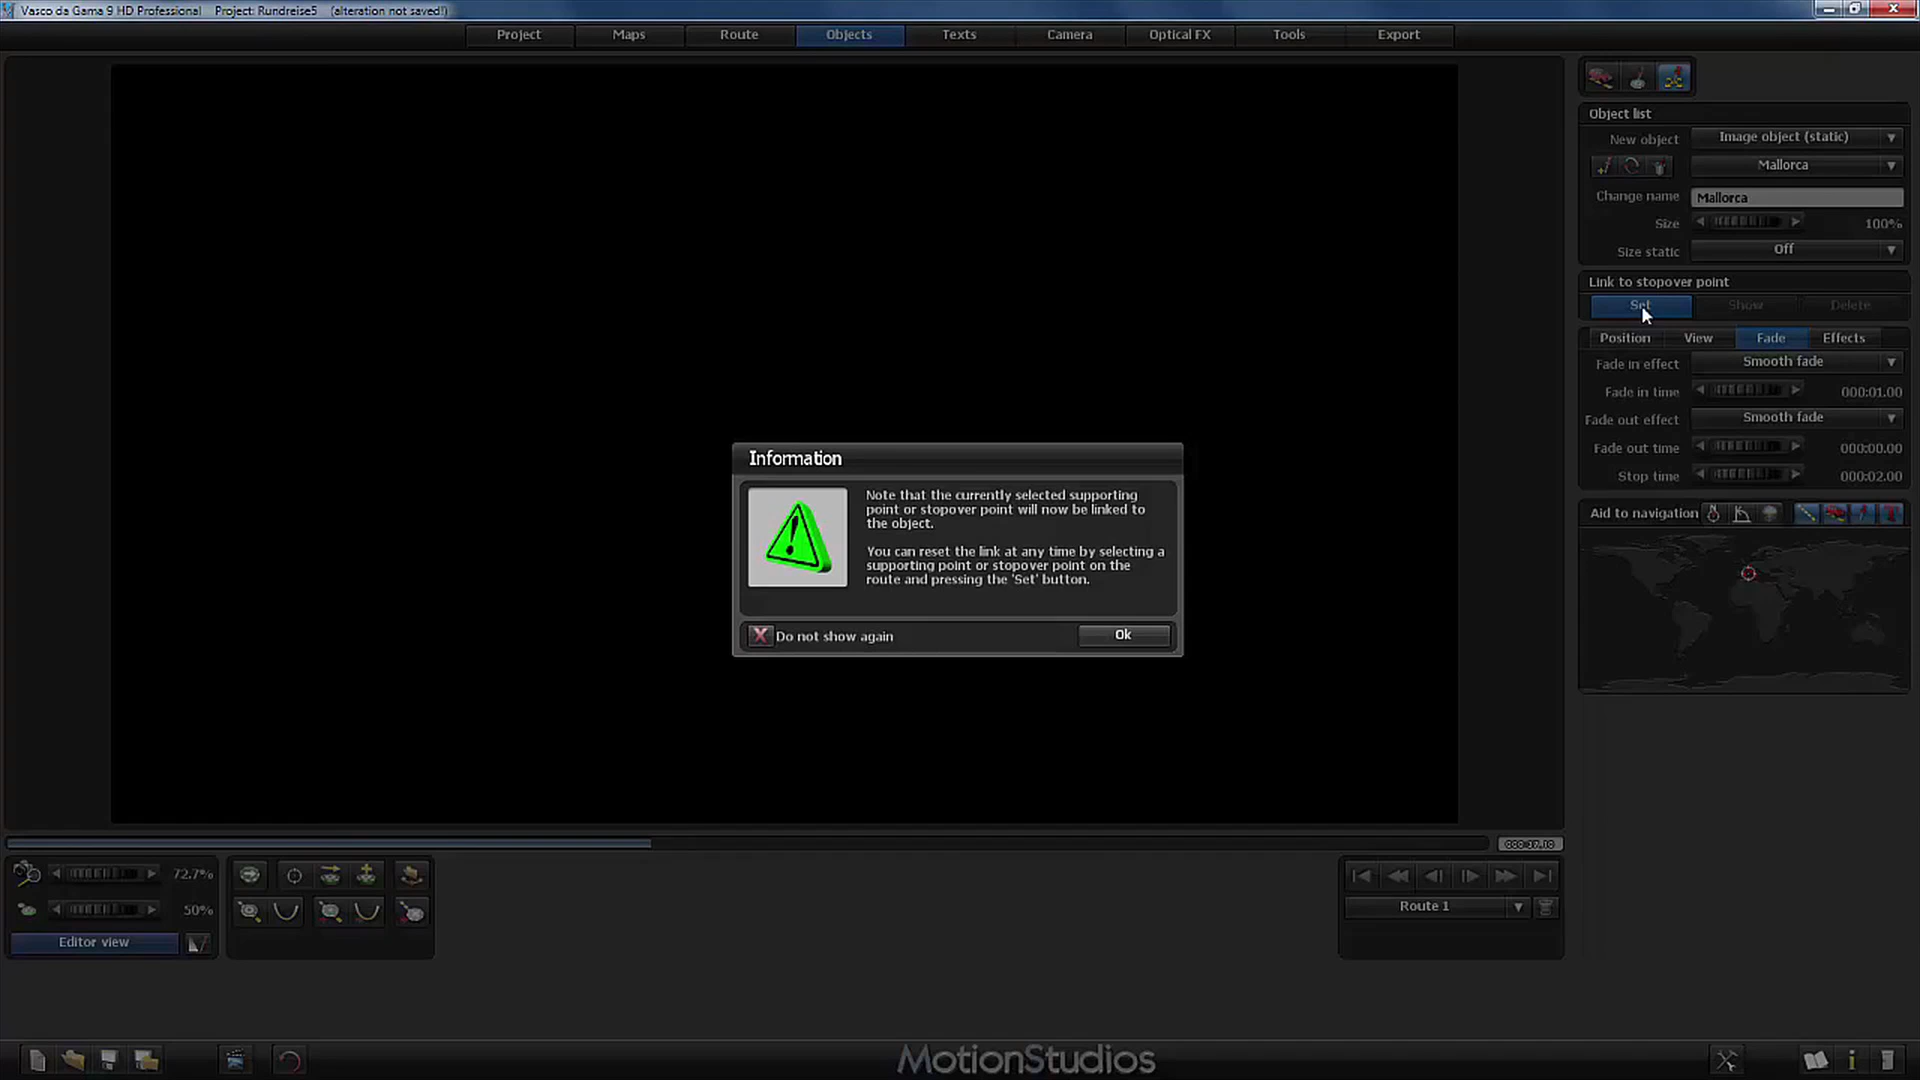 Vasco da Gama 9 HD Professional Project: Rundreise5 (alteration not saved!)
Project Maps Route Objects Texts Camera Optical FX Tools Export
Object list
New object Image object (static)
Mallorca
Change name Mallorca
Size 100%
Size static Off
Link to stopover point
Set Show Delete
Position View Fade Effects
Fade in effect Smooth fade
Fade in time 000:01.00
Fade out effect Smooth fade
Fade out time 000:00.00
Stop time 000:02.00
Aid to navigation
Information
Note that the currently selected supporting
point or stopover point will now be linked to
the object.
You can reset the link at any time by selecting a
supporting point or stopover point on the
route and pressing the 'Set' button.
Do not show again Ok
000:37.10
72.7%
50%
Editor view
Route 1
MotionStudios